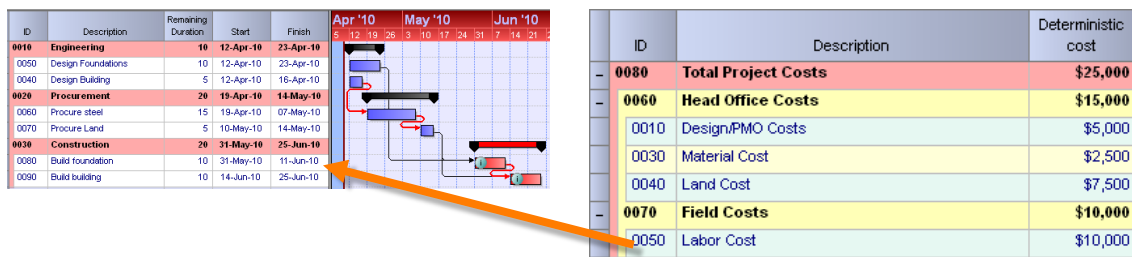 Apr '10 May '10 Jun '10
ID Description Remaining Duration Start Finish 5 12 19 26 3 10 17 24 31 7 14 21
0010 Engineering 10 12-Apr-10 23-Apr-10
0050 Design Foundations 10 12-Apr-10 23-Apr-10
0040 Design Building 5 12-Apr-10 16-Apr-10
0020 Procurement 20 19-Apr-10 14-May-10
0060 Procure steel 15 19-Apr-10 07-May-10
0070 Procure Land 5 10-May-10 14-May-10
0030 Construction 20 31-May-10 25-Jun-10
0080 Build foundation 10 31-May-10 11-Jun-10
0090 Build building 10 14-Jun-10 25-Jun-10
ID Description Deterministic
cost
0080 Total Project Costs $25,000
0060 Head Office Costs $15,000
0010 Design/PMO Costs $5,000
0030 Material Cost $2,500
0040 Land Cost $7,500
0070 Field Costs $10,000
0050 Labor Cost $10,000